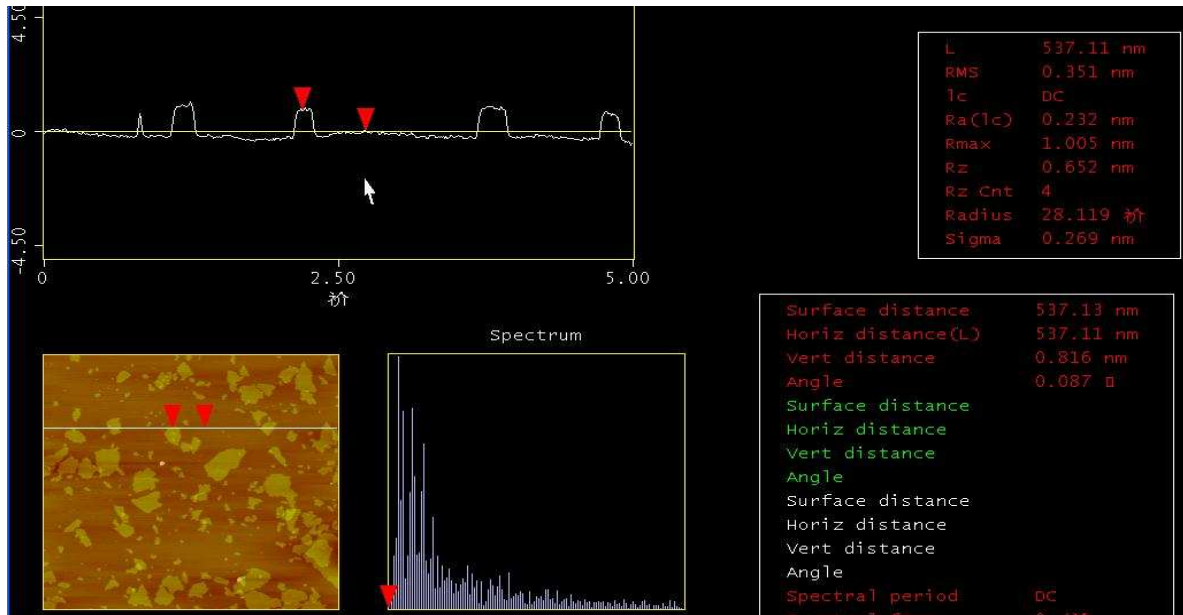 4.50
0
-4.50
0 2.50 5.00
祄
L 537.11 nm
RMS 0.351 nm
lc DC
Ra(lc) 0.232 nm
Rmax 1.005 nm
Rz 0.652 nm
Rz Cnt 4
Radius 28.119 祄
Sigma 0.269 nm
Spectrum
Surface distance 537.13 nm
Horiz distance(L) 537.11 nm
Vert distance 0.816 nm
Angle 0.087
Surface distance
Horiz distance
Vert distance
Angle
Surface distance
Horiz distance
Vert distance
Angle
Spectral period DC